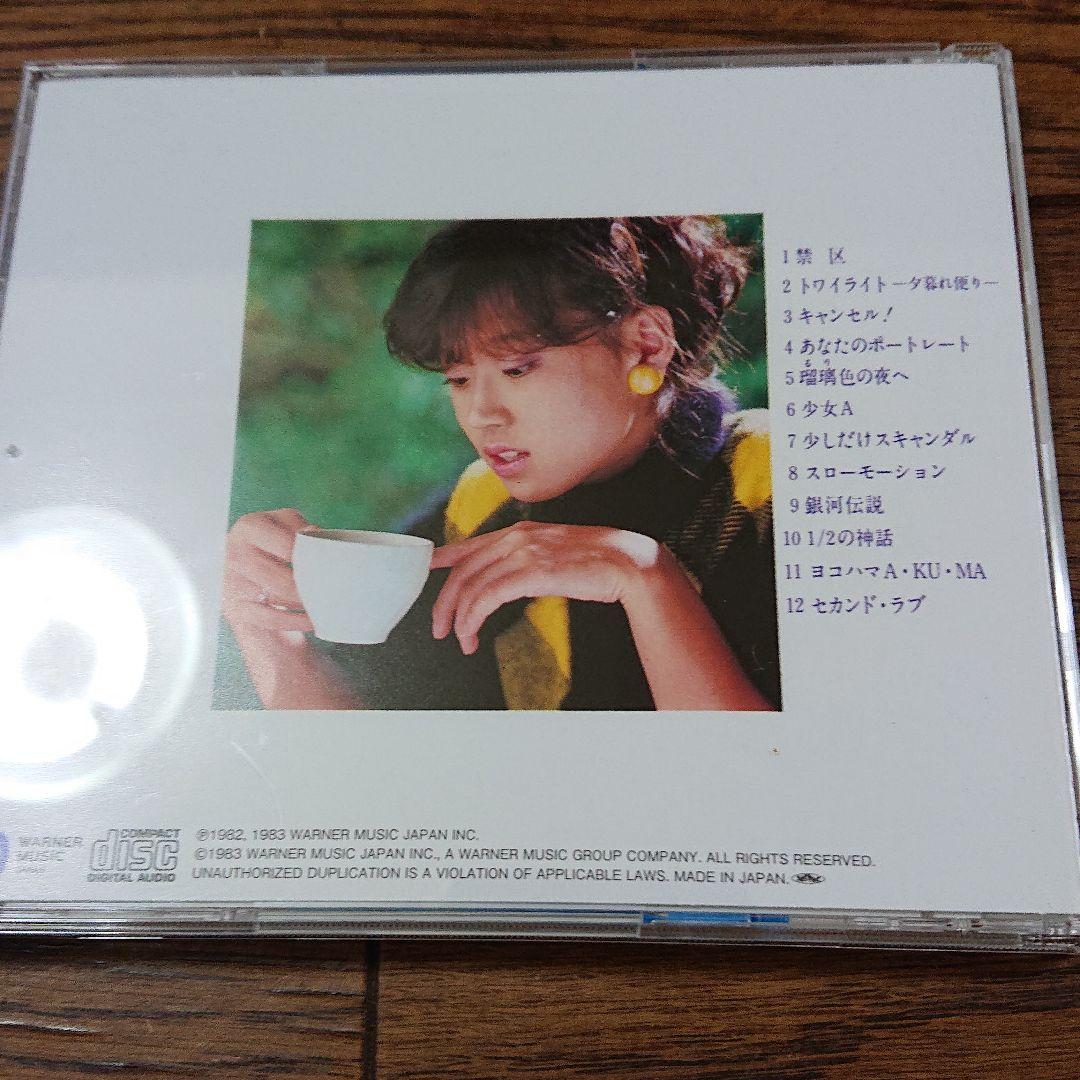 1 禁 区
2 トワイライト ―夕暮れ便り―
3 キャンセル!
4 あなたのポートレート
るり
5 瑠璃色の夜へ
6 少女A
7 少しだけスキャンダル
8 スローモーション
9 銀河伝説
10 1/2の神話
11 ヨコハマA・KU・MA
12 セカンド・ラブ
WARNER
MUSIC
JAPAN
COMPACT
disc
DIGITAL AUDIO
℗1982, 1983 WARNER MUSIC JAPAN INC.
©1983 WARNER MUSIC JAPAN INC., A WARNER MUSIC GROUP COMPANY. ALL RIGHTS RESERVED.
UNAUTHORIZED DUPLICATION IS A VIOLATION OF APPLICABLE LAWS. MADE IN JAPAN.